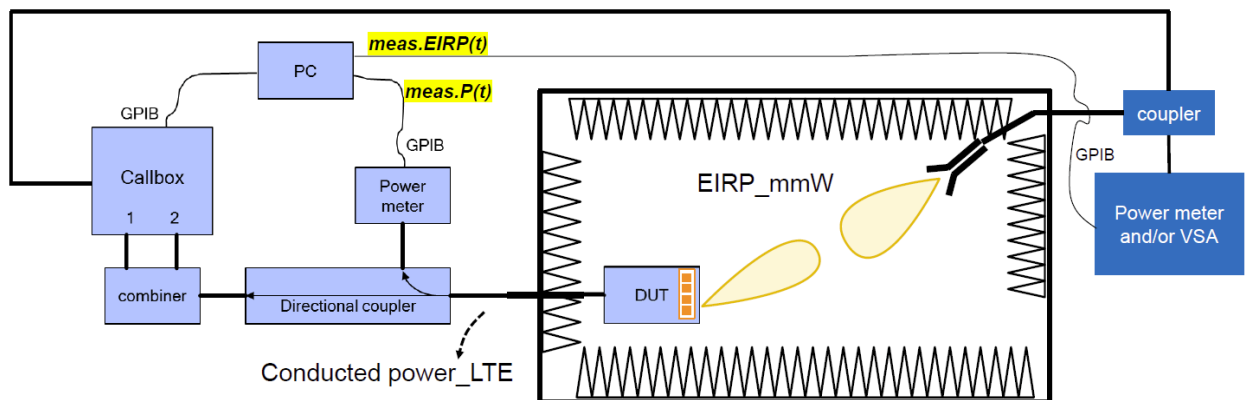 meas.EIRP(t)
PC
meas.P(t)
GPIB
coupler
GPIB
GPIB
Callbox
1 2
Power
meter
EIRP_mmW
Power meter
and/or VSA
combiner
Directional coupler
DUT
Conducted power_LTE